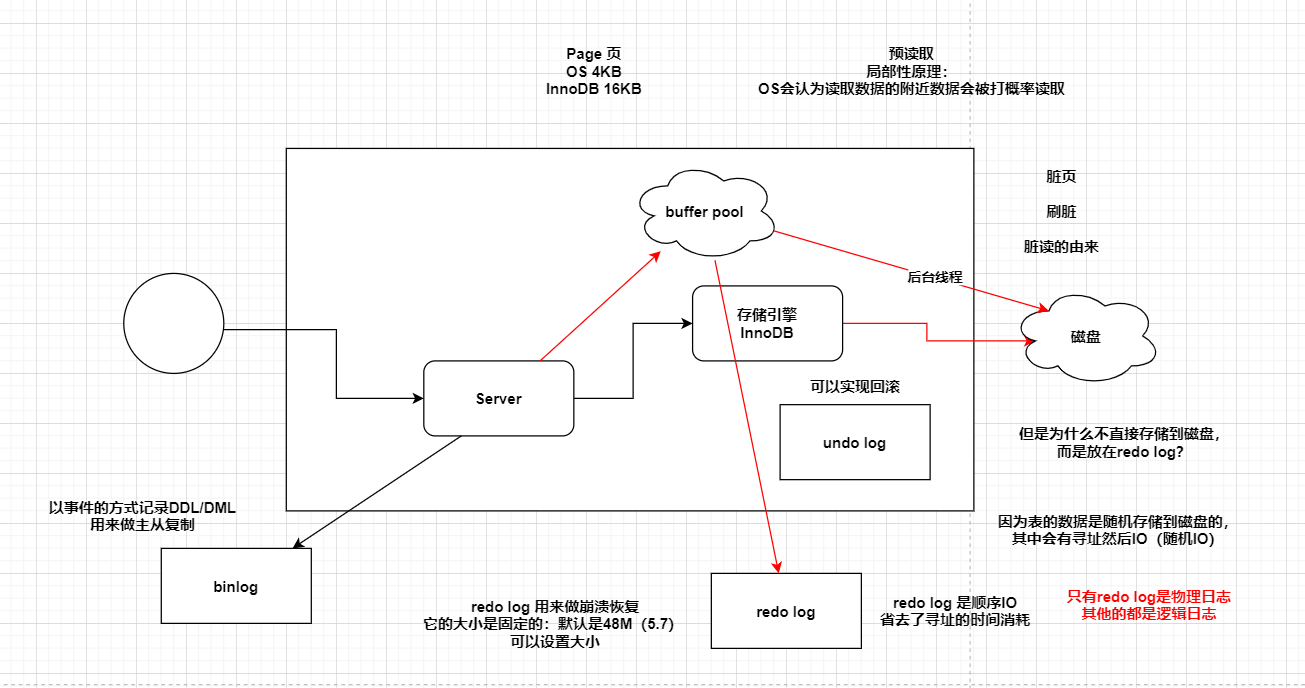 Page 页
OS 4KB
InnoDB 16KB
预读取
局部性原理：
OS会认为读取数据的附近数据会被打概率读取
脏页
刷脏
脏读的由来
buffer pool
后台线程
存储引擎
InnoDB
磁盘
Server
可以实现回滚
undo log
但是为什么不直接存储到磁盘，
而是放在redo log？
以事件的方式记录DDL/DML
用来做主从复制
binlog
因为表的数据是随机存储到磁盘的，
其中会有寻址然后IO（随机IO）
redo log 用来做崩溃恢复
它的大小是固定的：默认是48M（5.7）
可以设置大小
redo log
redo log 是顺序IO
省去了寻址的时间消耗
只有redo log是物理日志
其他的都是逻辑日志